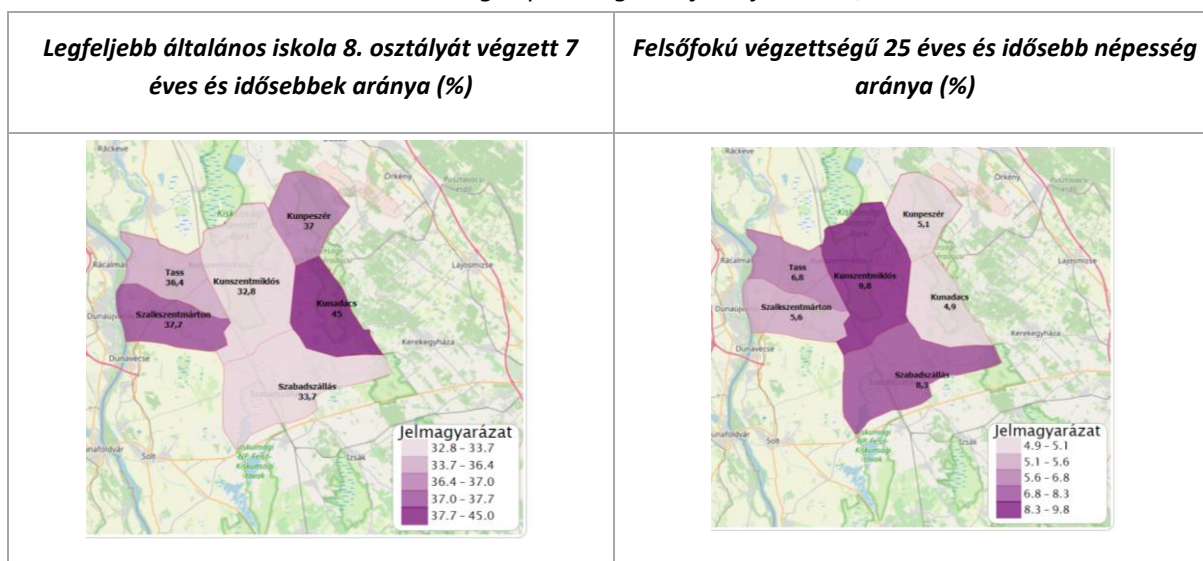 Legfeljebb általános iskola 8. osztályát végzett 7
éves és idősebbek aránya (%)
Felsőfokú végzettségű 25 éves és idősebb népesség
aránya (%)
Ráckeve
Örkény
Kunpeszér
37
Rácalmás
Tass
36,4
Kunszentmiklós
32,8
Lajosmizse
Szalkszentmárton
37,7
Kunadacs
45
Dunaújv
Dunavecse
Kerekegyháza
Szabadszállás
33,7
Solt
Izsák
Jelmagyarázat
32.8 – 33.7
33.7 – 36.4
36.4 – 37.0
37.0 – 37.7
37.7 – 45.0
Ráckeve
Örkény
Kunpeszér
5,1
Rácalmás
Tass
6,8
Kunszentmiklós
9,8
Lajosmizse
Szalkszentmárton
5,6
Kunadacs
4,9
Dunaújv
Dunavecse
Kerekegyháza
Szabadszállás
8,3
Solt
Izsák
Jelmagyarázat
4.9 – 5.1
5.1 – 5.6
5.6 – 6.8
6.8 – 8.3
8.3 – 9.8